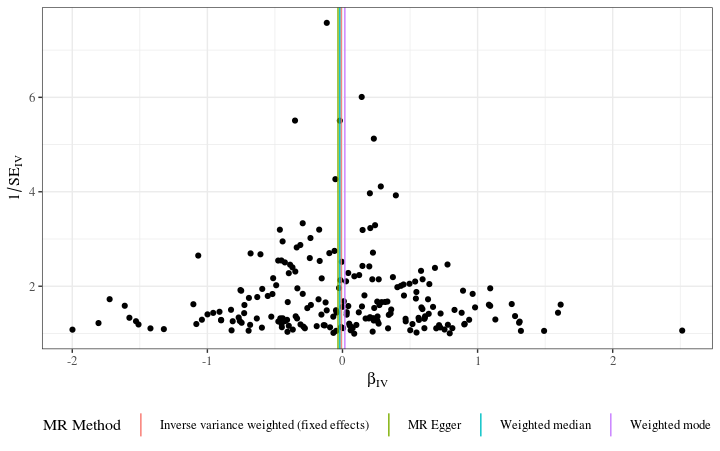 6
4
2
1/SE_IV
-2
-1
0
1
2
β_IV
MR Method
Inverse variance weighted (fixed effects)
MR Egger
Weighted median
Weighted mode